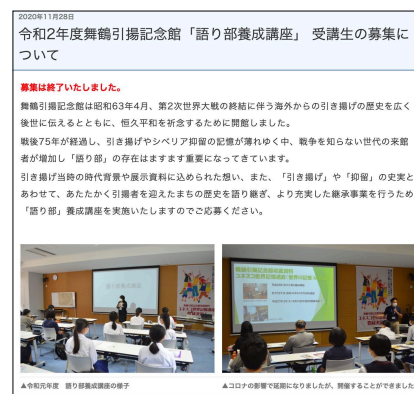 2020年11月28日
令和2年度舞鶴引揚記念館「語り部養成講座」 受講生の募集に
ついて
募集は終了いたしました。
舞鶴引揚記念館は昭和63年4月、第2次世界大戦の終結に伴う海外からの引き揚げの歴史を広く
後世に伝えるとともに、恒久平和を祈念するために開館しました。
戦後75年が経過し、引き揚げやシベリア抑留の記憶が薄れゆく中、戦争を知らない世代の来館
者が増加し「語り部」の存在はますます重要になってきています。
引き揚げ当時の時代背景や展示資料に込められた想い、また、「引き揚げ」や「抑留」の史実と
あわせて、あたたかく引揚者を迎えたまちの歴史を語り継ぎ、より充実した継承事業を行うため
「語り部」養成講座を実施いたしますのでご応募ください。
▲令和元年度 語り部養成講座の様子
▲コロナの影響で延期になりましたが、開催することができました